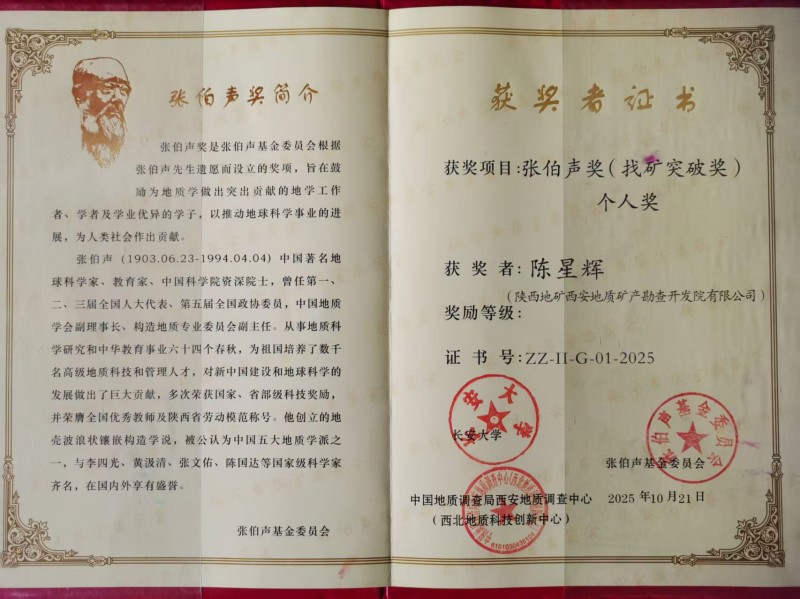 张伯声奖简介
张伯声奖是张伯声基金委员会根据
张伯声先生遗愿而设立的奖项，旨在鼓
励为地质学做出突出贡献的地学工作
者、学者及学业优异的学子，以推动地球科学事业的进
展，为人类社会作出贡献。
张伯声（1903.06.23-1994.04.04）中国著名地
球科学家、教育家、中国科学院资深院士，曾任第一、
二、三届全国人大代表、第五届全国政协委员，中国地质
学会副理事长、构造地质专业委员会副主任。从事地质科
学研究和中华教育事业六十四个春秋，为祖国培养了数千
名高级地质科技和管理人才，对新中国建设和地球科学的
发展做出了巨大贡献，多次荣获国家、省部级科技奖励，
并荣膺全国优秀教师及陕西省劳动模范称号。他创立的地
壳波浪状镶嵌构造学说，被公认为中国五大地质学派之
一，与李四光、黄汲清、张文佑、陈国达等国家级科学家
齐名，在国内外享有盛誉。
张伯声基金委员会
获奖者证书
获奖项目:张伯声奖(找矿突破奖)
个人奖
获奖者:陈星辉
(陕西地矿西安地质矿产勘查开发院有限公司)
奖励等级:
证书号:ZZ-II-G-01-2025
长安大学
长安大学
张伯声基金委员会
张伯声基金委员会
中国地质调查局西安地质调查中心
(西北地质科技创新中心)
2025 年 10 月 21 日